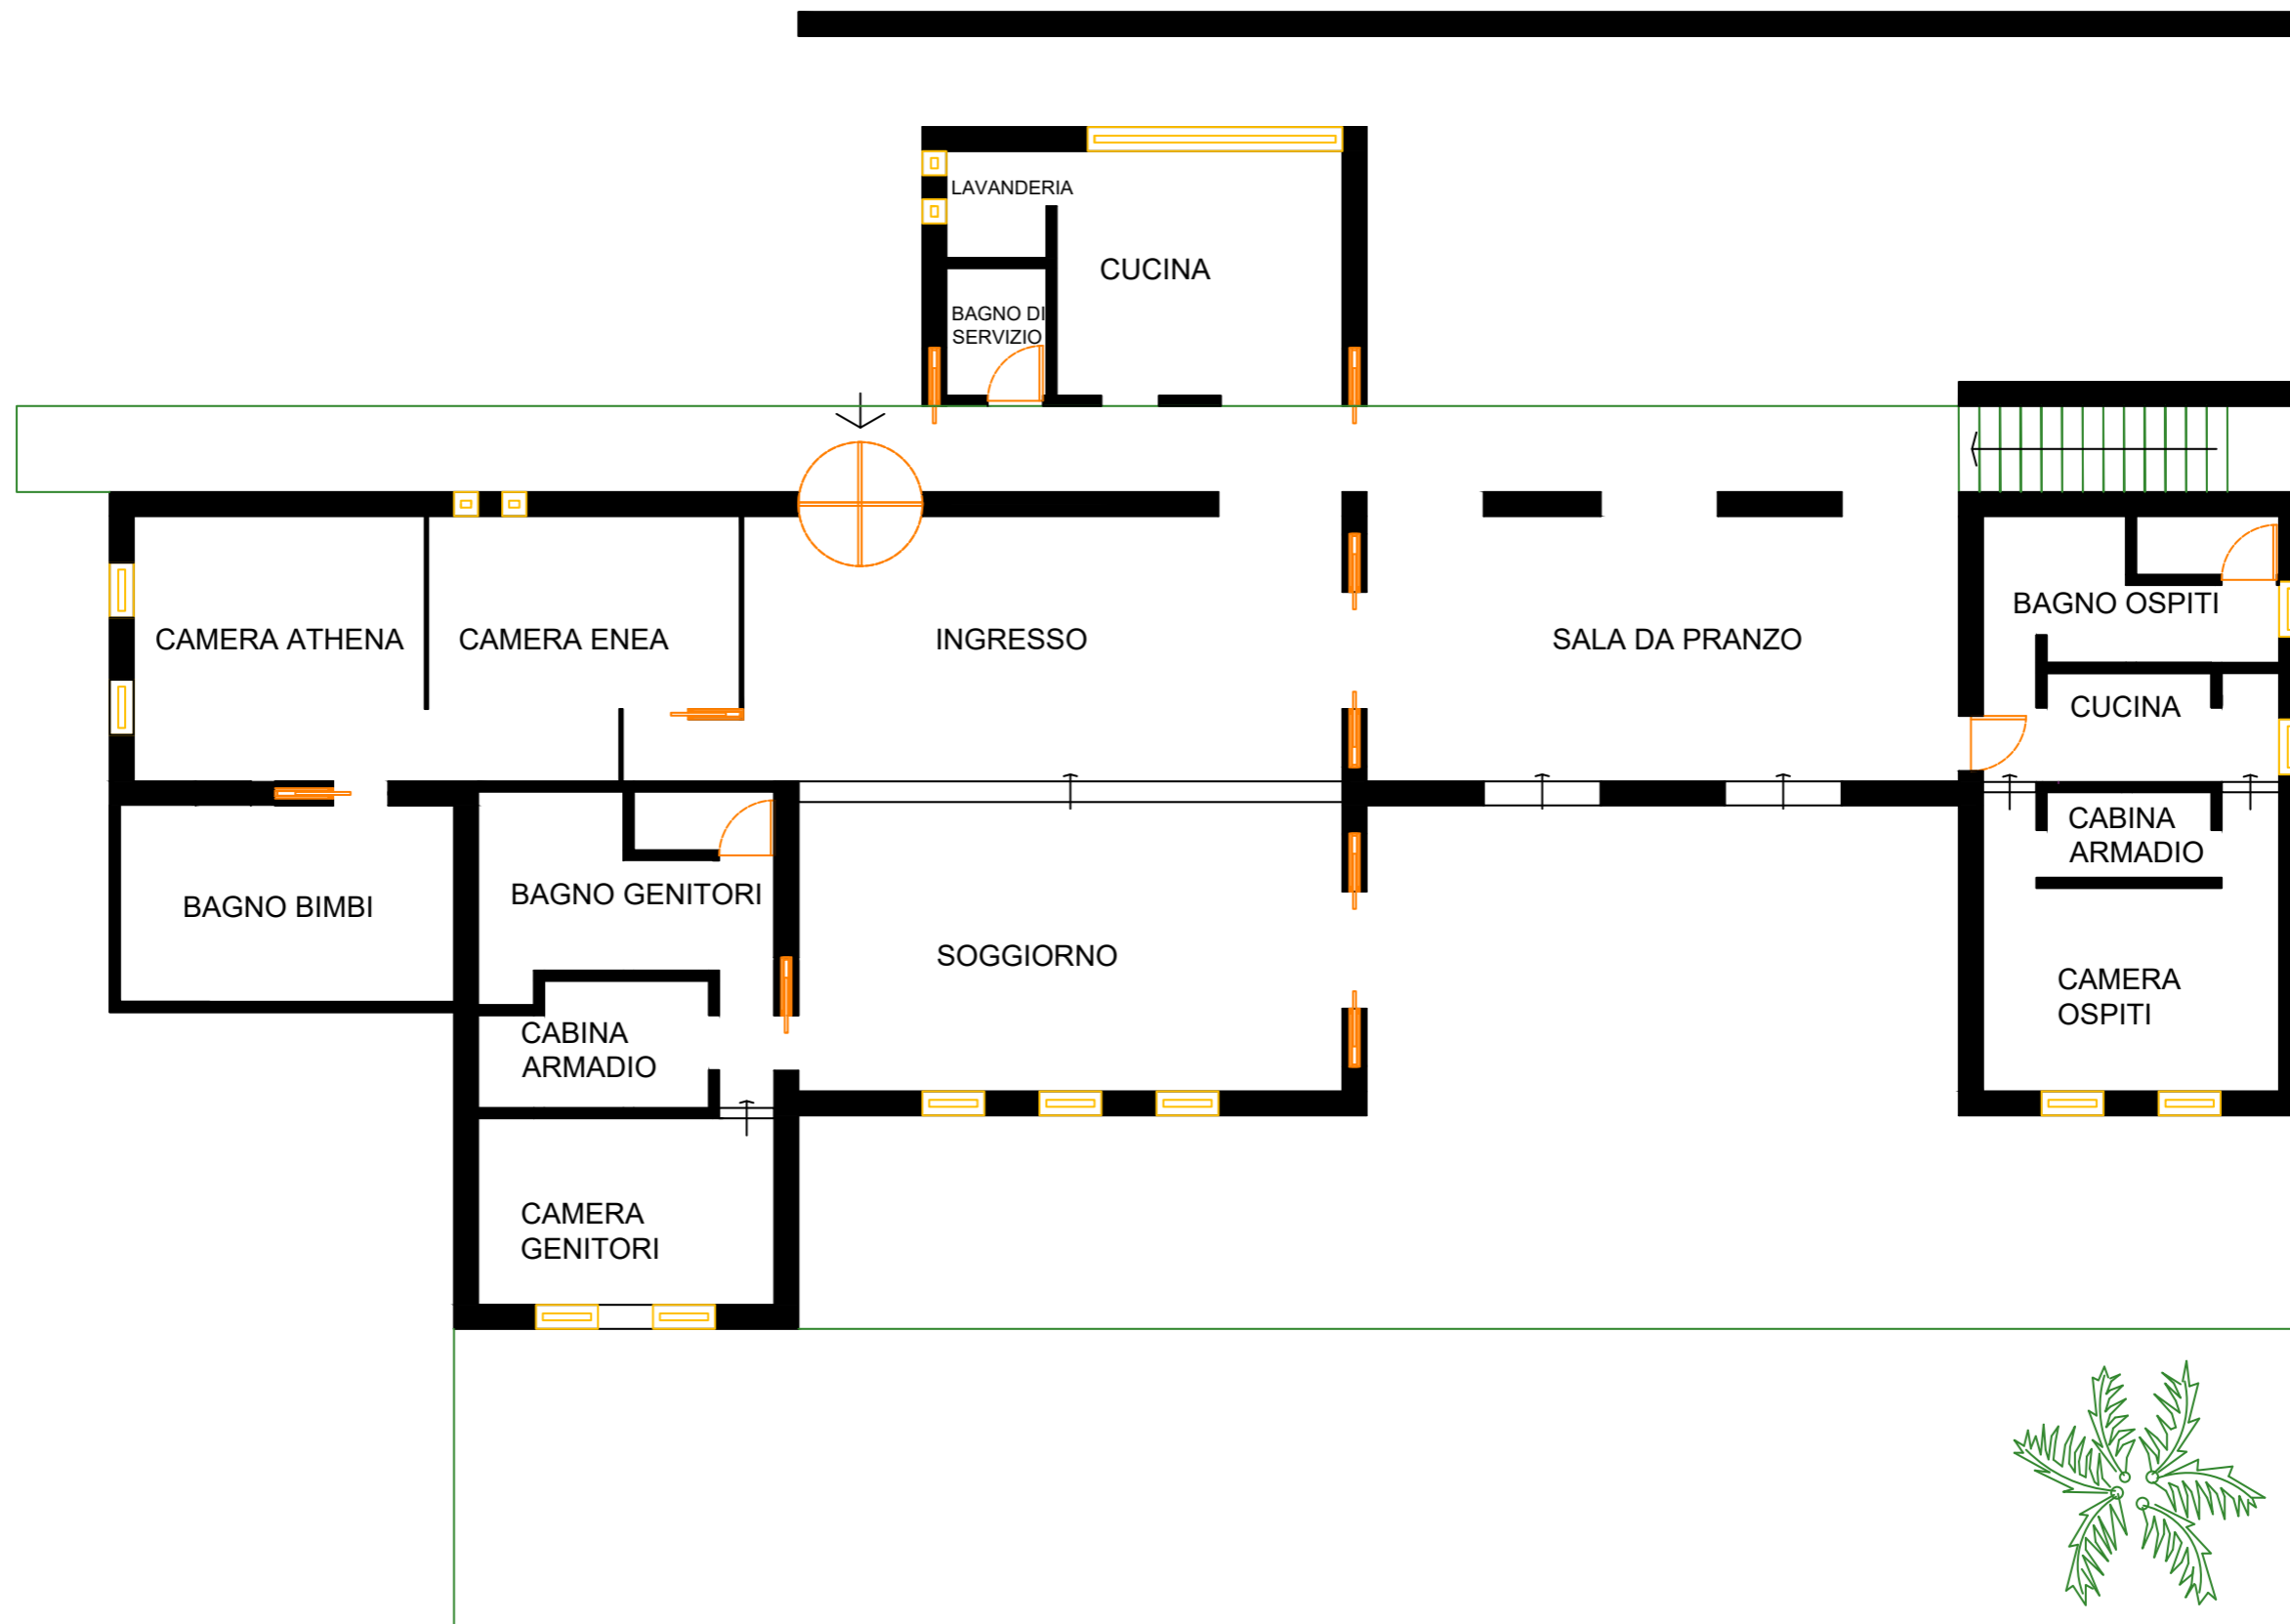 LAVANDERIA
CUCINA
BAGNO DI
SERVIZIO
CAMERA ATHENA
CAMERA ENEA
INGRESSO
SALA DA PRANZO
BAGNO OSPITI
CUCINA
CABINA
ARMADIO
BAGNO BIMBI
BAGNO GENITORI
SOGGIORNO
CAMERA
OSPITI
CABINA
ARMADIO
CAMERA
GENITORI